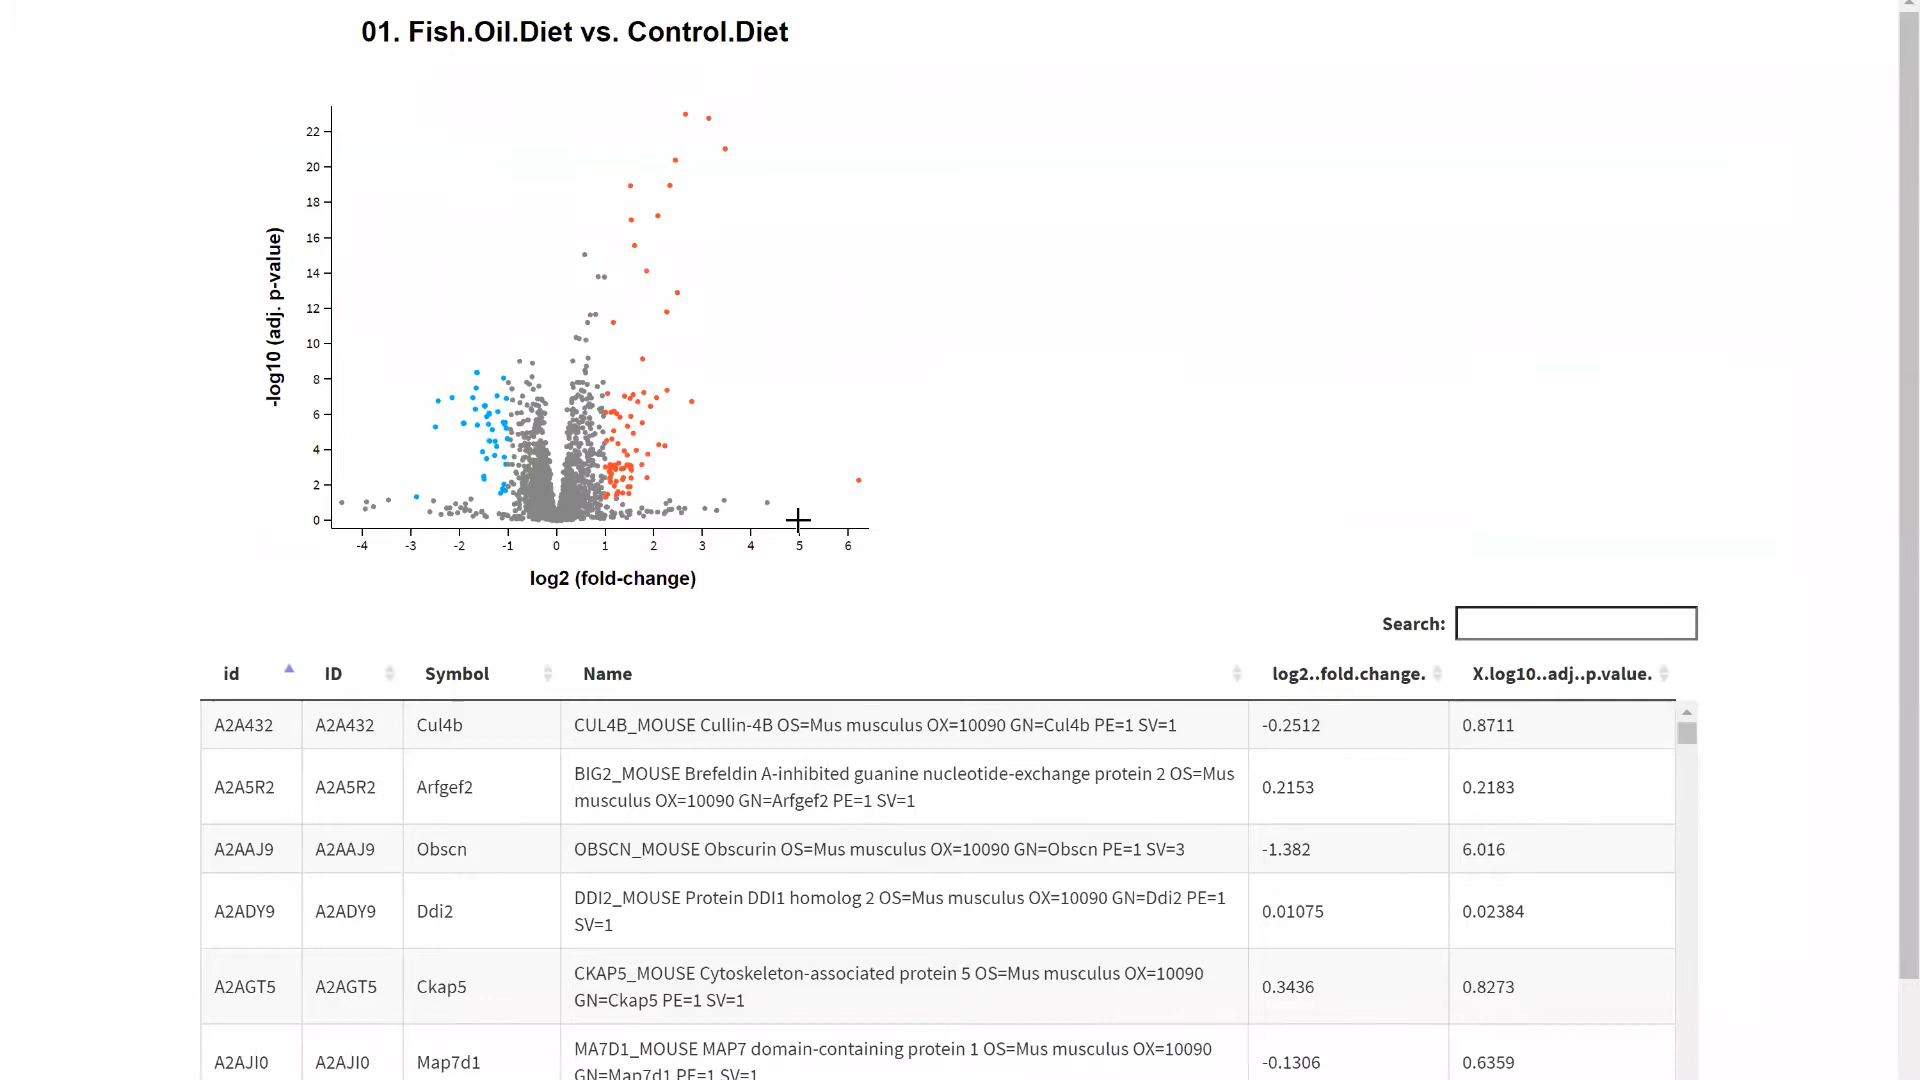 01. Fish.Oil.Diet vs. Control.Diet
22
20
18
16
14
12
10
8
6
4
2
0
-log10 (adj. p-value)
-4 -3 -2 -1 0 1 2 3 4 5 6
log2 (fold-change)
Search:
id ID Symbol Name log2..fold.change. X.log10..adj..p.value.
A2A432 A2A432 Cul4b CUL4B_MOUSE Cullin-4B OS=Mus musculus OX=10090 GN=Cul4b PE=1 SV=1 -0.2512 0.8711
A2A5R2 A2A5R2 Arfgef2 BIG2_MOUSE Brefeldin A-inhibited guanine nucleotide-exchange protein 2 OS=Mus
musculus OX=10090 GN=Arfgef2 PE=1 SV=1 0.2153 0.2183
A2AAJ9 A2AAJ9 Obscn OBSCN_MOUSE Obscurin OS=Mus musculus OX=10090 GN=Obscn PE=1 SV=3 -1.382 6.016
A2ADY9 A2ADY9 Ddi2 DDI2_MOUSE Protein DDI1 homolog 2 OS=Mus musculus OX=10090 GN=Ddi2 PE=1
SV=1 0.01075 0.02384
A2AGT5 A2AGT5 Ckap5 CKAP5_MOUSE Cytoskeleton-associated protein 5 OS=Mus musculus OX=10090
GN=Ckap5 PE=1 SV=1 0.3436 0.8273
A2AJI0 A2AJI0 Map7d1 MA7D1_MOUSE MAP7 domain-containing protein 1 OS=Mus musculus OX=10090
GN=Map7d1 PE=1 SV=1 -0.1306 0.6359